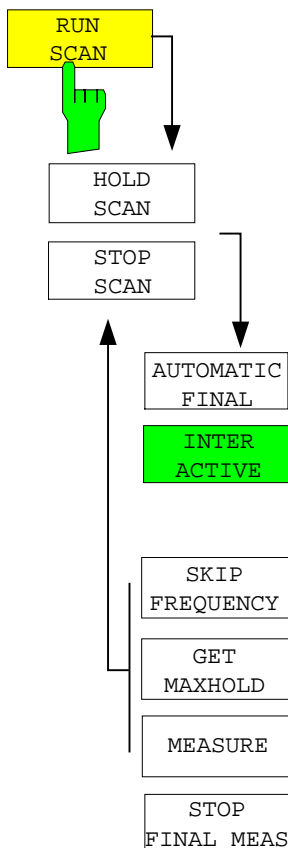 RUN
SCAN
HOLD
SCAN
STOP
SCAN
AUTOMATIC
FINAL
INTER
ACTIVE
SKIP
FREQUENCY
GET
MAXHOLD
MEASURE
STOP
FINAL MEAS